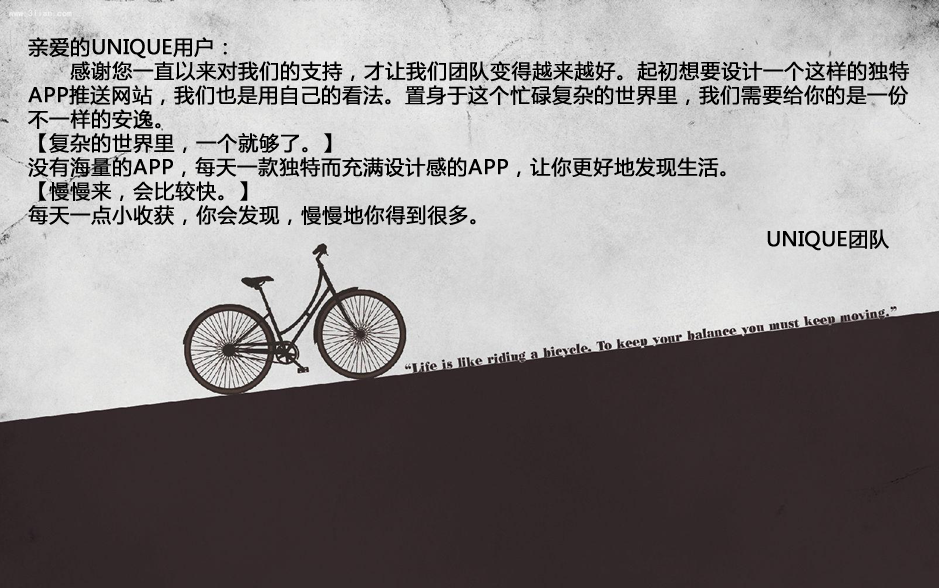 亲爱的UNIQUE用户：
感谢您一直以来对我们的支持，才让我们团队变得越来越好。起初想要设计一个这样的独特
APP推送网站，我们也是用自己的看法。置身于这个忙碌复杂的世界里，我们需要给你的是一份
不一样的安逸。
【复杂的世界里，一个就够了。】
没有海量的APP，每天一款独特而充满设计感的APP，让你更好地发现生活。
【慢慢来，会比较快。】
每天一点小收获，你会发现，慢慢地你得到很多。
UNIQUE团队
“Life is like riding a bicycle. To keep your balance you must keep moving.”